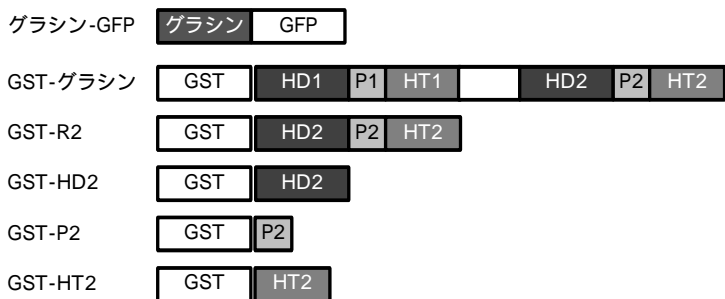 グラシン-GFP グラシン GFP
GST-グラシン GST HD1 P1 HT1 HD2 P2 HT2
GST-R2 GST HD2 P2 HT2
GST-HD2 GST HD2
GST-P2 GST P2
GST-HT2 GST HT2